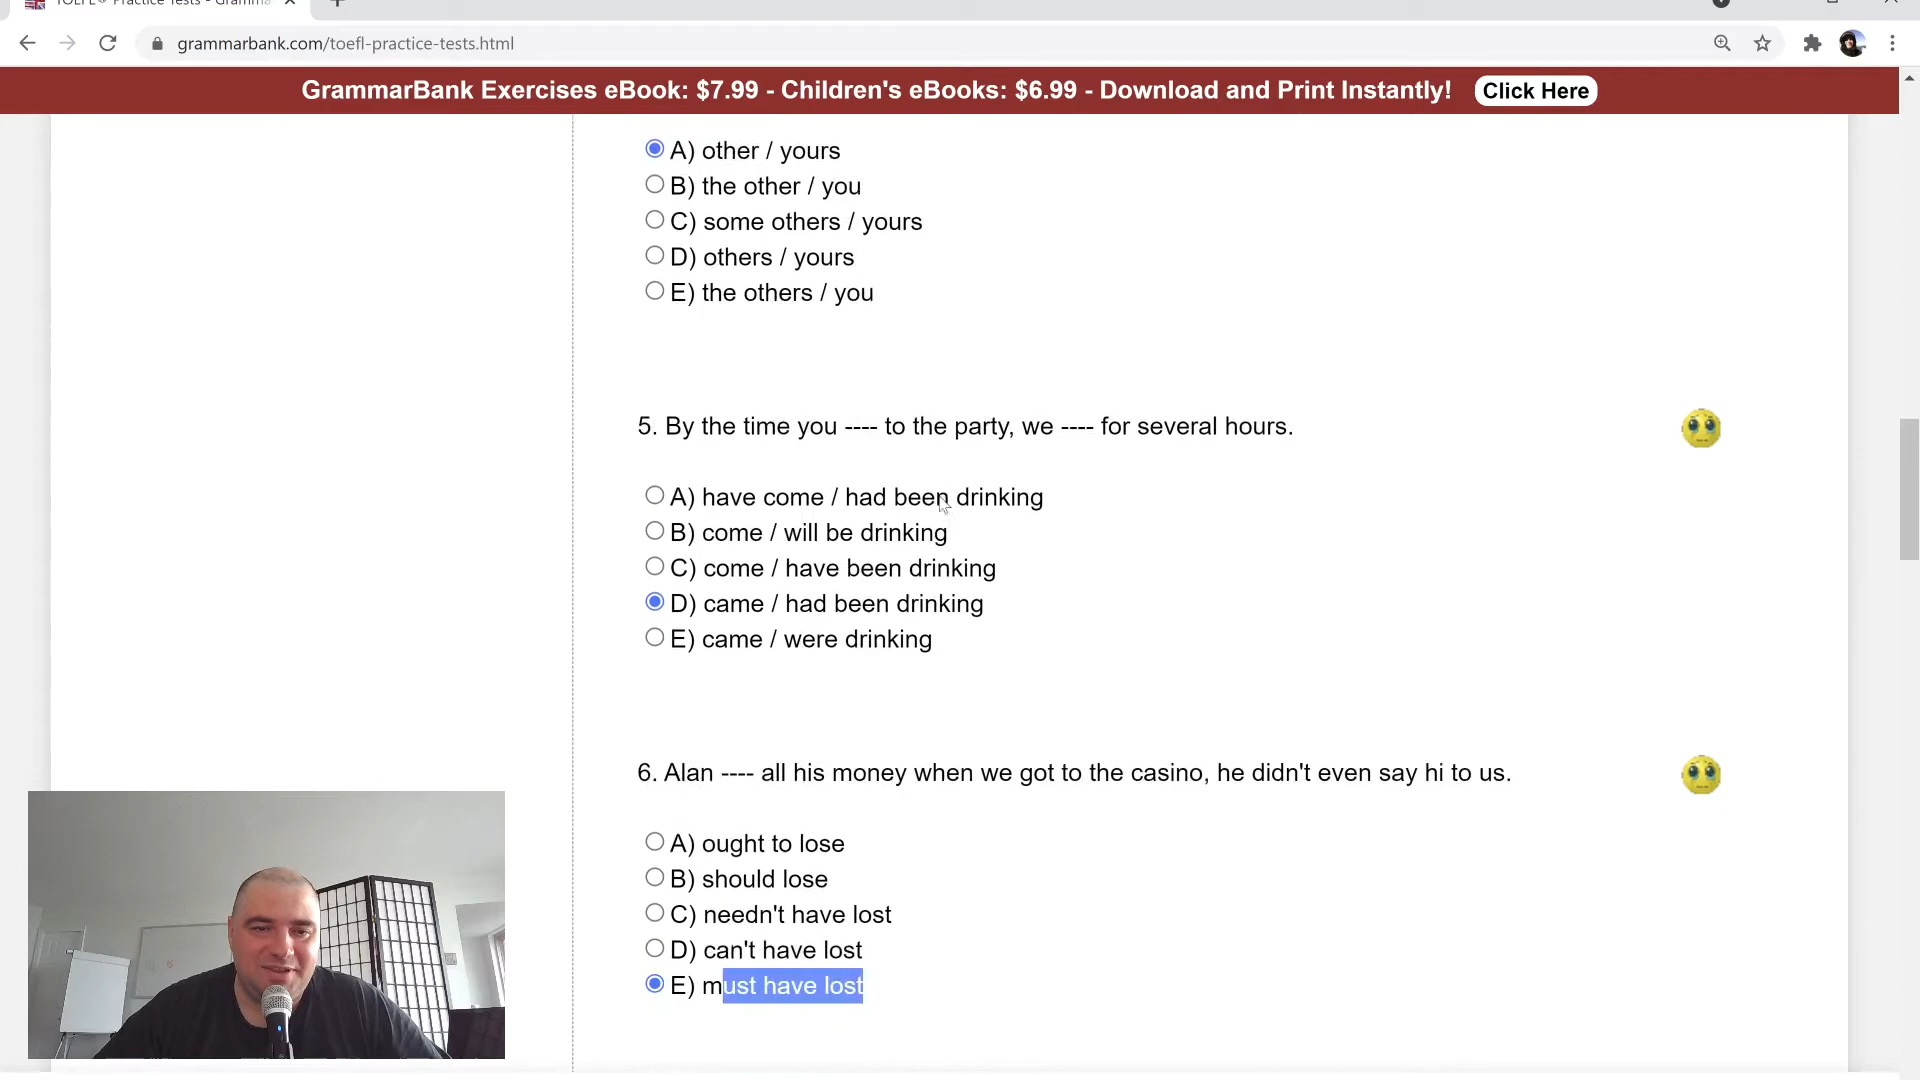 TOEFL® Practice Tests - Gramma
grammarbank.com/toefl-practice-tests.html
GrammarBank Exercises eBook: $7.99 - Children's eBooks: $6.99 - Download and Print Instantly! Click Here
A) other / yours
B) the other / you
C) some others / yours
D) others / yours
E) the others / you
5. By the time you ---- to the party, we ---- for several hours.
A) have come / had been drinking
B) come / will be drinking
C) come / have been drinking
D) came / had been drinking
E) came / were drinking
6. Alan ---- all his money when we got to the casino, he didn't even say hi to us.
A) ought to lose
B) should lose
C) needn't have lost
D) can't have lost
E) must have lost